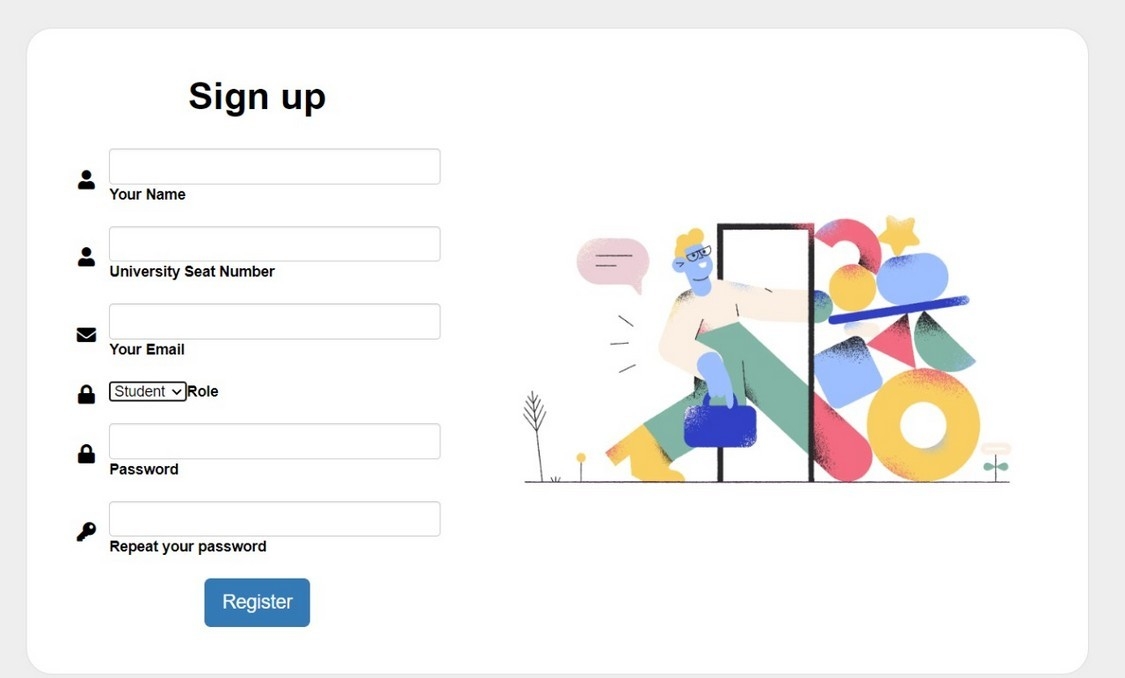 Sign up
Your Name
University Seat Number
Your Email
Student Role
Password
Repeat your password
Register